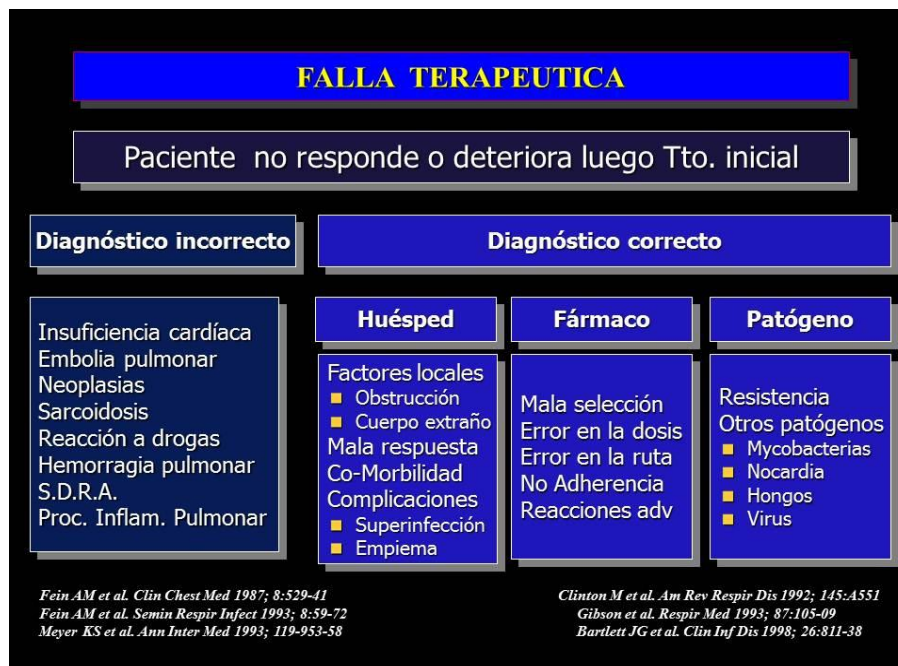 FALLA TERAPEUTICA
Paciente no responde o deteriora luego Tto. inicial
Diagnóstico incorrecto
Diagnóstico correcto
Insuficiencia cardíaca
Embolia pulmonar
Neoplasias
Sarcoidosis
Reacción a drogas
Hemorragia pulmonar
S.D.R.A.
Proc. Inflam. Pulmonar
Huésped
Factores locales
Obstrucción
Cuerpo extraño
Mala respuesta
Co-Morbilidad
Complicaciones
Superinfección
Empiema
Fármaco
Mala selección
Error en la dosis
Error en la ruta
No Adherencia
Reacciones adv
Patógeno
Resistencia
Otros patógenos
Mycobacterias
Nocardia
Hongos
Virus
Fein AM et al. Clin Chest Med 1987; 8:529-41
Fein AM et al. Semin Respir Infect 1993; 8:59-72
Meyer KS et al. Ann Inter Med 1993; 119-953-58
Clinton M et al. Am Rev Respir Dis 1992; 145:A551
Gibson et al. Respir Med 1993; 87:105-09
Bartlett JG et al. Clin Inf Dis 1998; 26:811-38